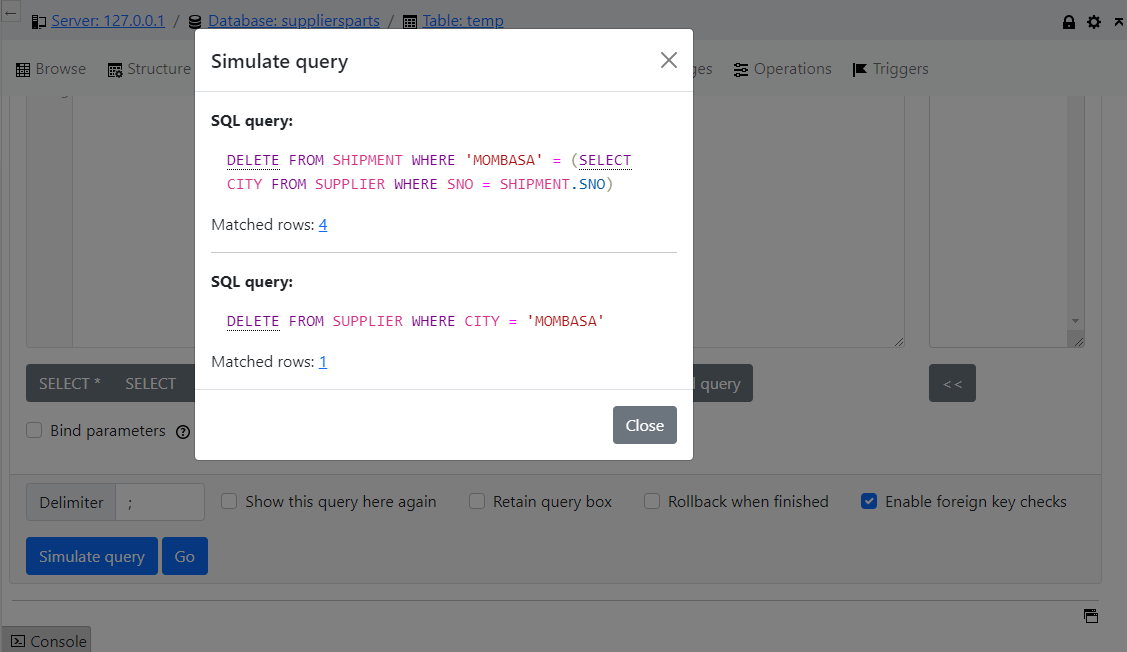 Server: 127.0.0.1 / Database: suppliersparts / Table: temp
Browse Structure Operations Triggers
Simulate query
SQL query:
DELETE FROM SHIPMENT WHERE 'MOMBASA' = (SELECT
CITY FROM SUPPLIER WHERE SNO = SHIPMENT.SNO)
Matched rows: 4
SQL query:
DELETE FROM SUPPLIER WHERE CITY = 'MOMBASA'
Matched rows: 1
SELECT * SELECT query <<
Close
Bind parameters
Delimiter ; Show this query here again Retain query box Rollback when finished Enable foreign key checks
Simulate query Go
Console